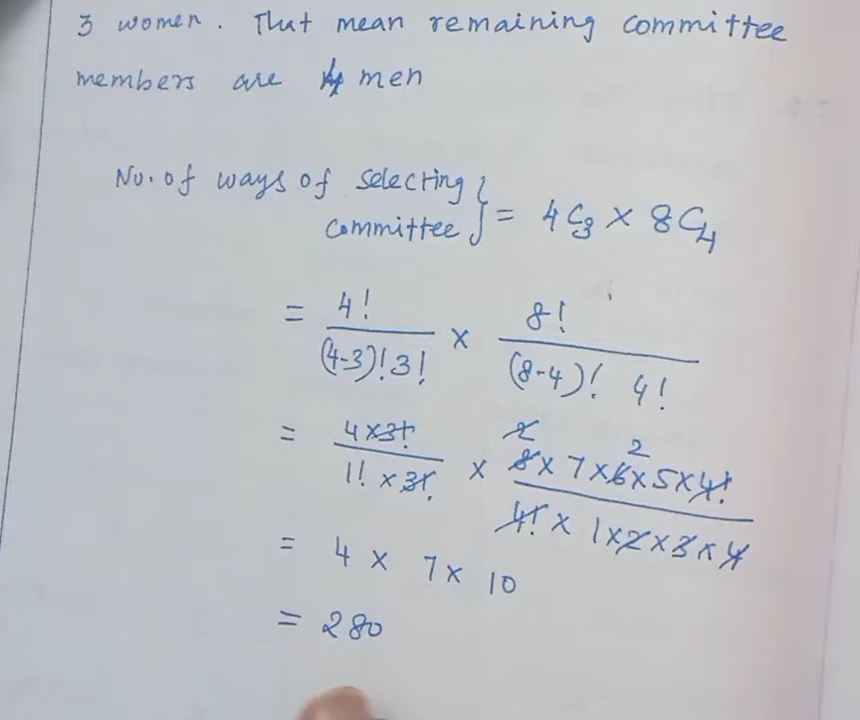 3 women. That mean remaining committee
members are 4 men
No. of ways of selecting
committee } = 4C3 × 8C4
= 4! / (4-3)! 3! × 8! / (8-4)! 4!
= 4×3! / 1! × 3! × 8×7×6×5×4! / 4! × 1×2×3×4
2 2
= 4 × 7 × 10
= 280